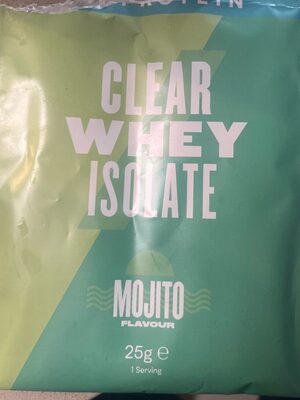 CLEAR
WHEY
ISOLATE
MOJITO
FLAVOUR
25g ℮
1 Serving